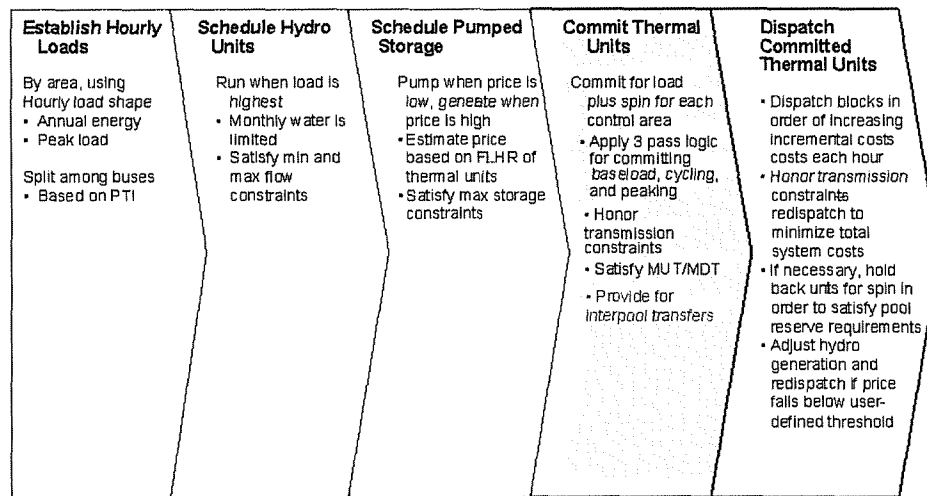 Establish Hourly
Loads
By area, using
Hourly load shape
• Annual energy
• Peak load
Split among buses
• Based on PTI
Schedule Hydro
Units
Run when load is
highest
• Monthly water is
limited
• Satisfy min and
max flow
constraints
Schedule Pumped
Storage
Pump when price is
low, geneate when
price is high
• Estimate price
based on FLHR of
thermal units
• Satisfy max storage
constraints
Commit Thermal
Units
Commit for load
plus spin for each
control area
• Apply 3 pass logic
for committing
baseload, cycling,
and peaking
• Honor
transmission
constraints
• Satisfy MUT/MDT
• Provide for
Interpool transfers
Dispatch
Committed
Thermal Units
• Dispatch blocks in
order of increasing
incremental costs
costs each hour
• Honor transmission
constraints
redispatch to
minimize total
system costs
• If necessary, hold
back units for spin in
order to satisfy pool
reserve requirements
• Adjust hydro
generation and
redispatch if price
falls below user-
defined threshold